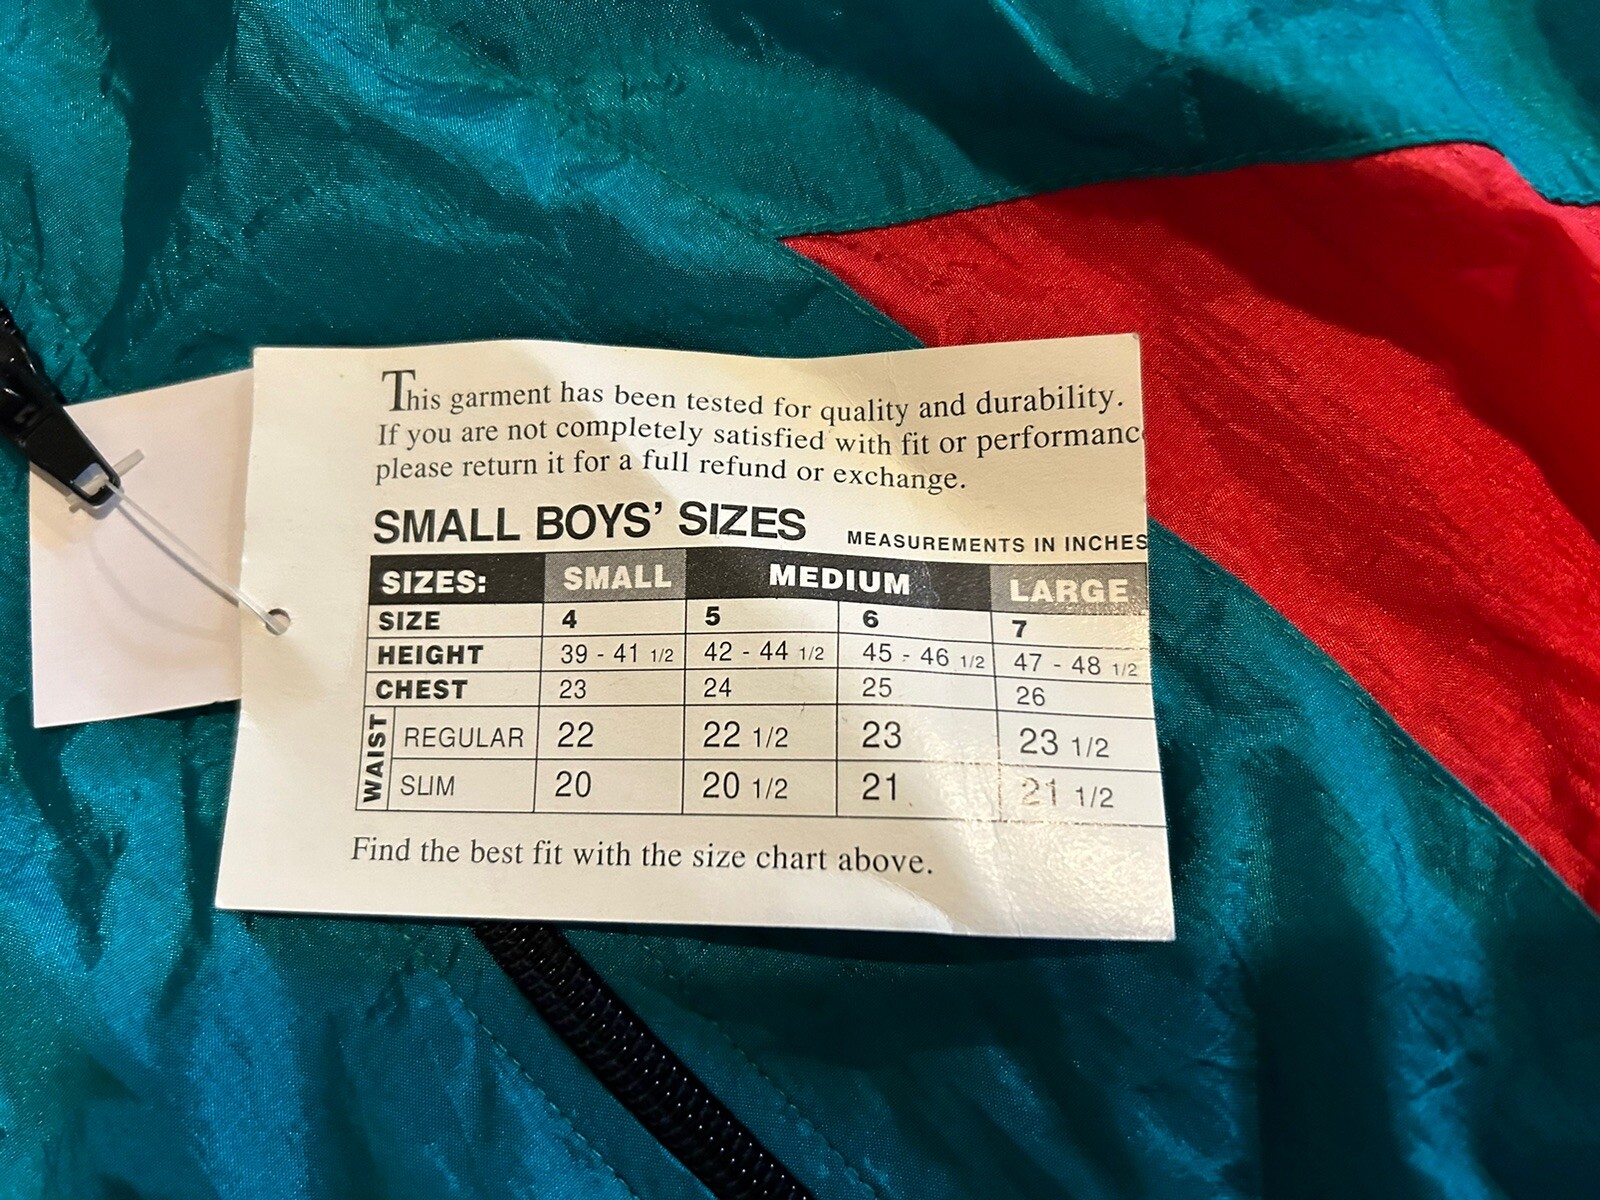 This garment has been tested for quality and durability.
If you are not completely satisfied with fit or performanc
please return it for a full refund or exchange.
SMALL BOYS' SIZES MEASUREMENTS IN INCHES
SIZES: SMALL MEDIUM LARGE
SIZE 4 5 6 7
HEIGHT 39 - 41 1/2 42 - 44 1/2 45 - 46 1/2 47 - 48 1/2
CHEST 23 24 25 26
WAIST
REGULAR 22 22 1/2 23 23 1/2
SLIM 20 20 1/2 21 21 1/2
Find the best fit with the size chart above.